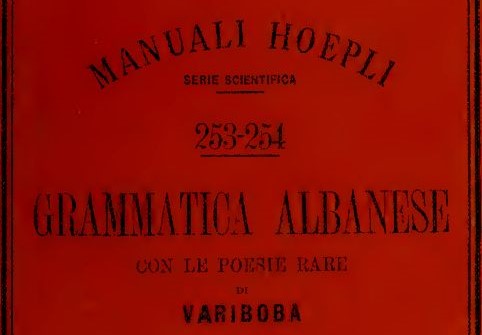 MANUALI HOEPLI
SERIE SCIENTIFICA
253-254
GRAMMATICA ALBANESE
CON LE POESIE RARE
DI
VARIBOBA